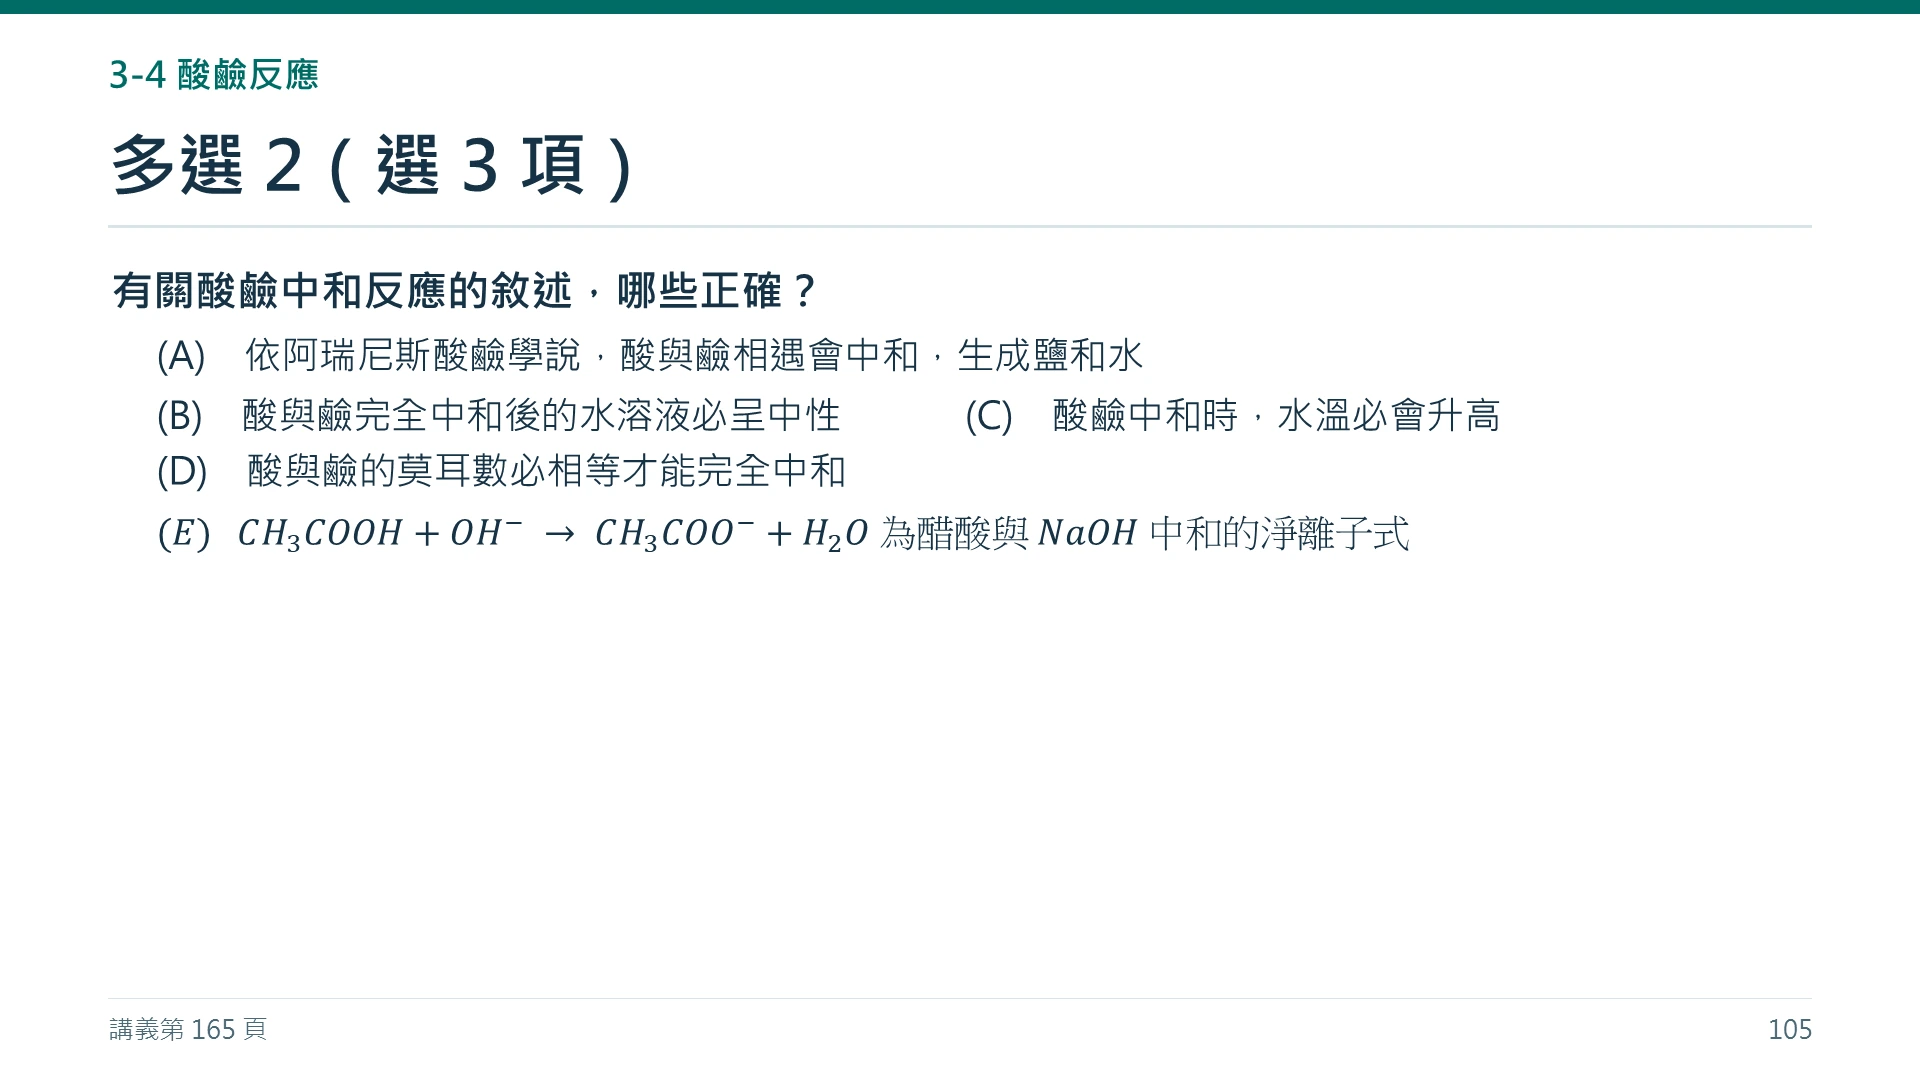 3-4 酸鹼反應
多選 2（選 3 項）
有關酸鹼中和反應的敘述，哪些正確？
(A) 依阿瑞尼斯酸鹼學說，酸與鹼相遇會中和，生成鹽和水
(B) 酸與鹼完全中和後的水溶液必呈中性 (C) 酸鹼中和時，水溫必會升高
(D) 酸與鹼的莫耳數必相等才能完全中和
(E) CH₃COOH + OH⁻ → CH₃COO⁻ + H₂O 為醋酸與 NaOH 中和的淨離子式
講義第 165 頁
105